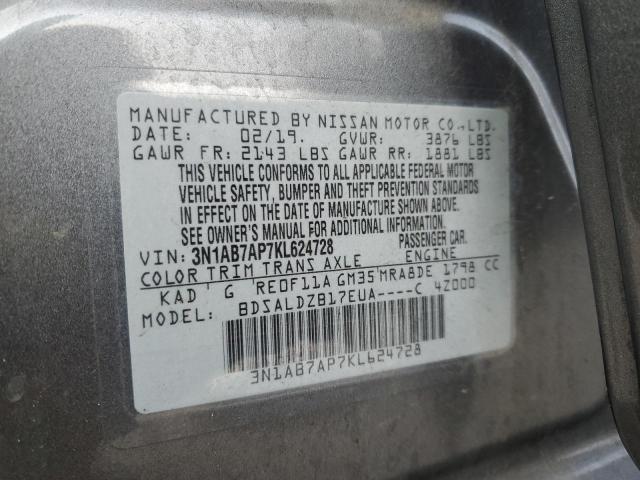 MANUFACTURED BY NISSAN MOTOR CO.,LTD.
DATE: 02/19. GVWR: 3876 LBS
GAWR FR: 2143 LBS GAWR RR: 1881 LBS
THIS VEHICLE CONFORMS TO ALL APPLICABLE FEDERAL MOTOR
VEHICLE SAFETY, BUMPER AND THEFT PREVENTION STANDARDS
IN EFFECT ON THE DATE OF MANUFACTURE SHOWN ABOVE.
SEE OWNER'S MANUAL FOR ADDITIONAL INFORMATION.
VIN: 3N1AB7AP7KL624728 PASSENGER CAR.
COLOR TRIM TRANS AXLE ENGINE
KAD ' G 'RE0F11A GM35'MRA8DE 1798 CC
MODEL: BDSALDZB17EUA----C 4Z000
3N1AB7AP7KL624728